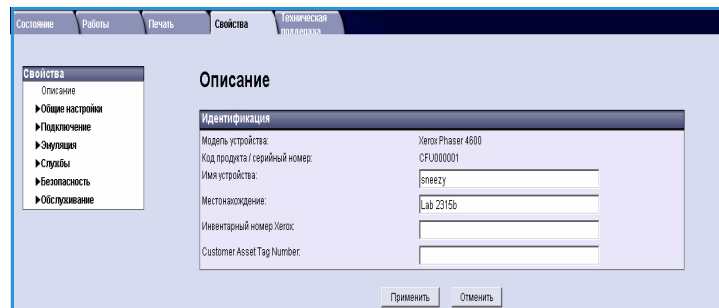 Состояние
Работы
Печать
Свойства
Техническая
поддержка
Свойства
Описание
Общие настройки
Подключение
Эмуляция
Службы
Безопасность
Обслуживание
Описание
Идентификация
Модель устройства: Xerox Phaser 4600
Код продукта / серийный номер: CFU000001
Имя устройства: sneezy
Местонахождение: Lab 2315b
Инвентарный номер Xerox:
Customer Asset Tag Number:
Применить
Отменить